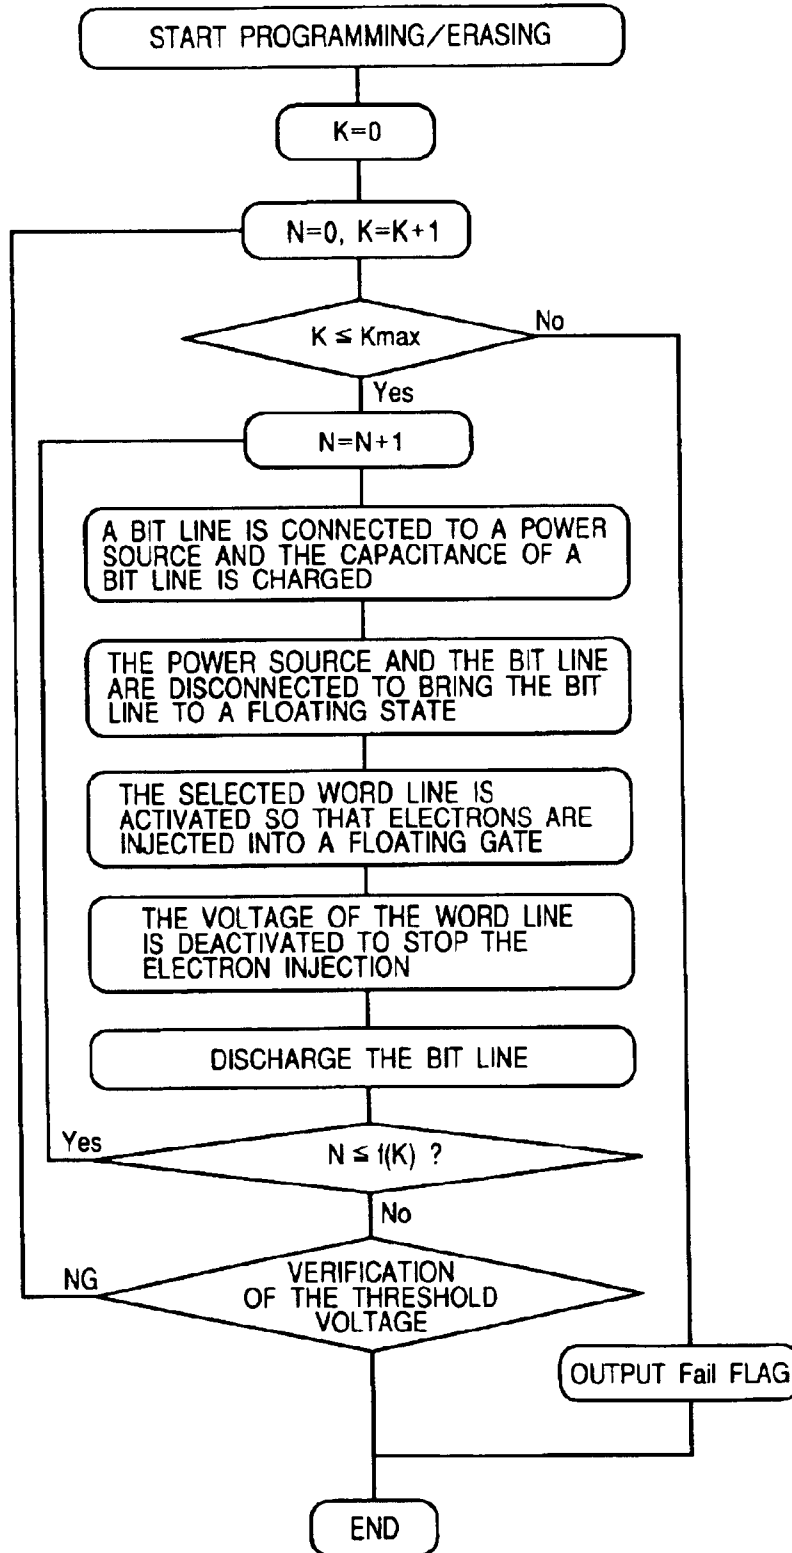 START PROGRAMMING/ERASING
K=0
N=0, K=K+1
K ≦ Kmax
No
Yes
N=N+1
A BIT LINE IS CONNECTED TO A POWER
SOURCE AND THE CAPACITANCE OF A
BIT LINE IS CHARGED
THE POWER SOURCE AND THE BIT LINE
ARE DISCONNECTED TO BRING THE BIT
LINE TO A FLOATING STATE
THE SELECTED WORD LINE IS
ACTIVATED SO THAT ELECTRONS ARE
INJECTED INTO A FLOATING GATE
THE VOLTAGE OF THE WORD LINE
IS DEACTIVATED TO STOP THE
ELECTRON INJECTION
DISCHARGE THE BIT LINE
Yes
N ≦ f(K) ?
No
NG
VERIFICATION
OF THE THRESHOLD
VOLTAGE
OUTPUT Fail FLAG
END